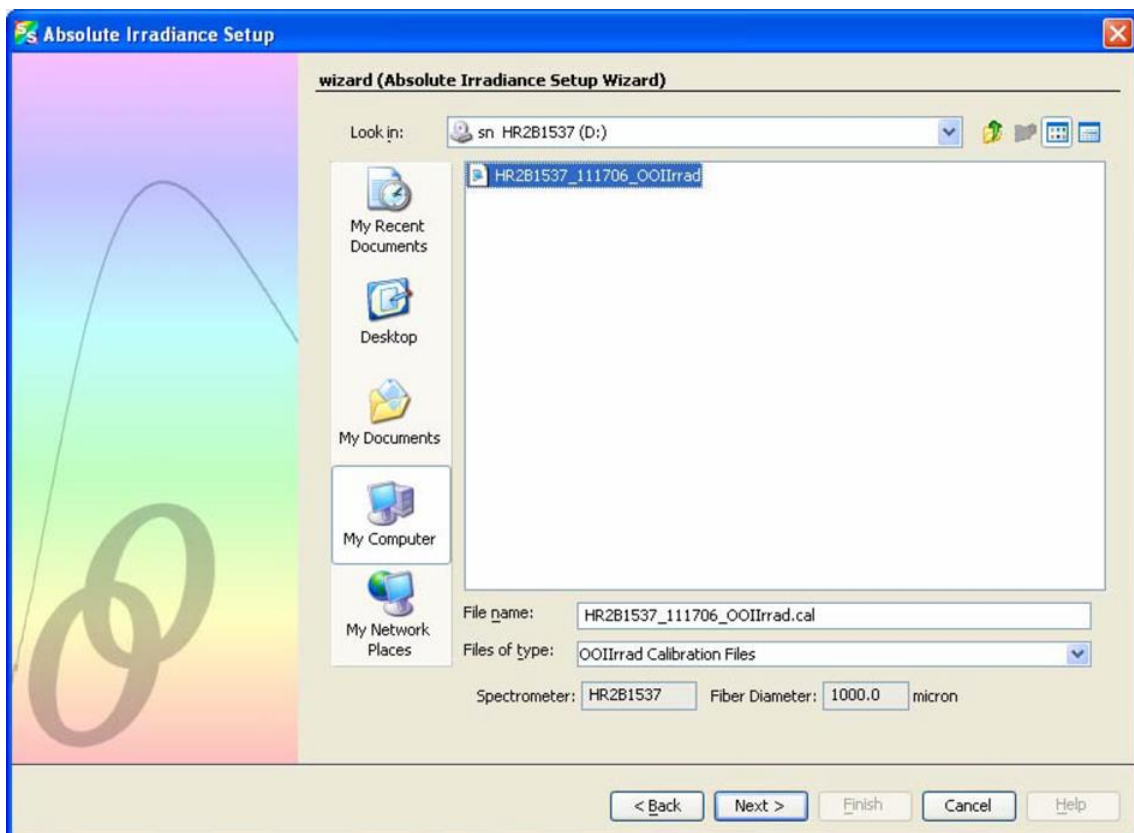 Absolute Irradiance Setup
wizard (Absolute Irradiance Setup Wizard)
Look in: sn HR2B1537 (D:)
HR2B1537_111706_OOIIrrad
My Recent
Documents
Desktop
My Documents
My Computer
My Network
Places
File name: HR2B1537_111706_OOIIrrad.cal
Files of type: OOIIrrad Calibration Files
Spectrometer: HR2B1537 Fiber Diameter: 1000.0 micron
< Back Next > Finish Cancel Help